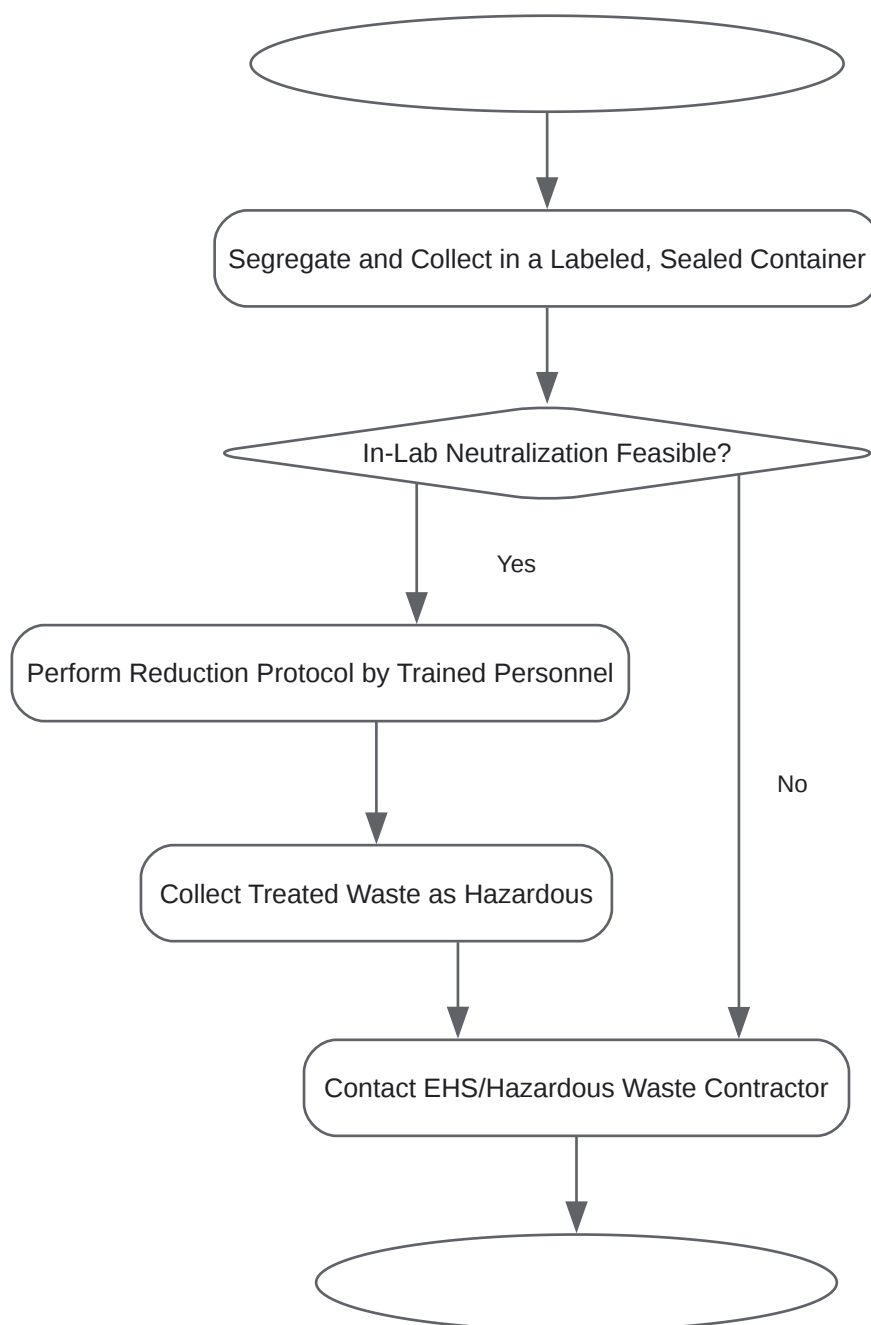 Segregate and Collect in a Labeled, Sealed Container
In-Lab Neutralization Feasible?
Yes
Perform Reduction Protocol by Trained Personnel
No
Collect Treated Waste as Hazardous
Contact EHS/Hazardous Waste Contractor